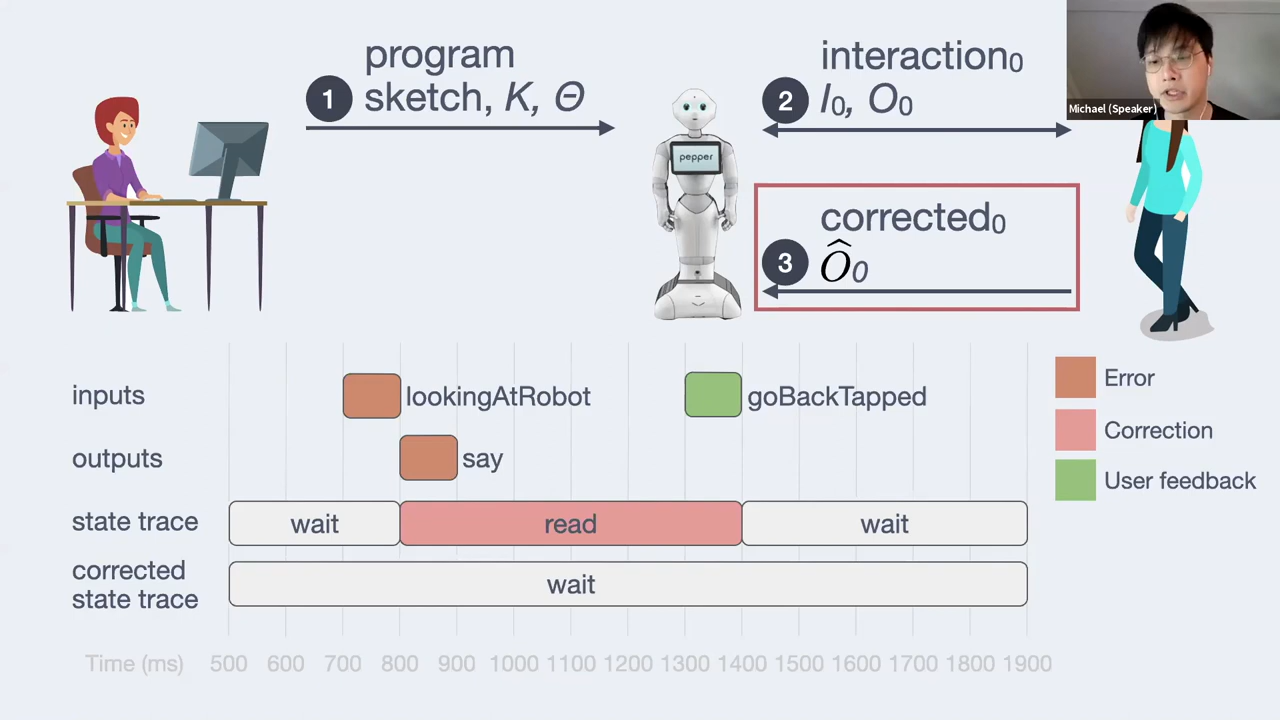 program
1 sketch, K, Θ
interaction₀
2 I₀, O₀
Michael (Speaker)
pepper
corrected₀
3 Ô₀
inputs
lookingAtRobot
goBackTapped
outputs
say
state trace
wait
read
wait
corrected
state trace
wait
Error
Correction
User feedback
Time (ms) 500 600 700 800 900 1000 1100 1200 1300 1400 1500 1600 1700 1800 1900